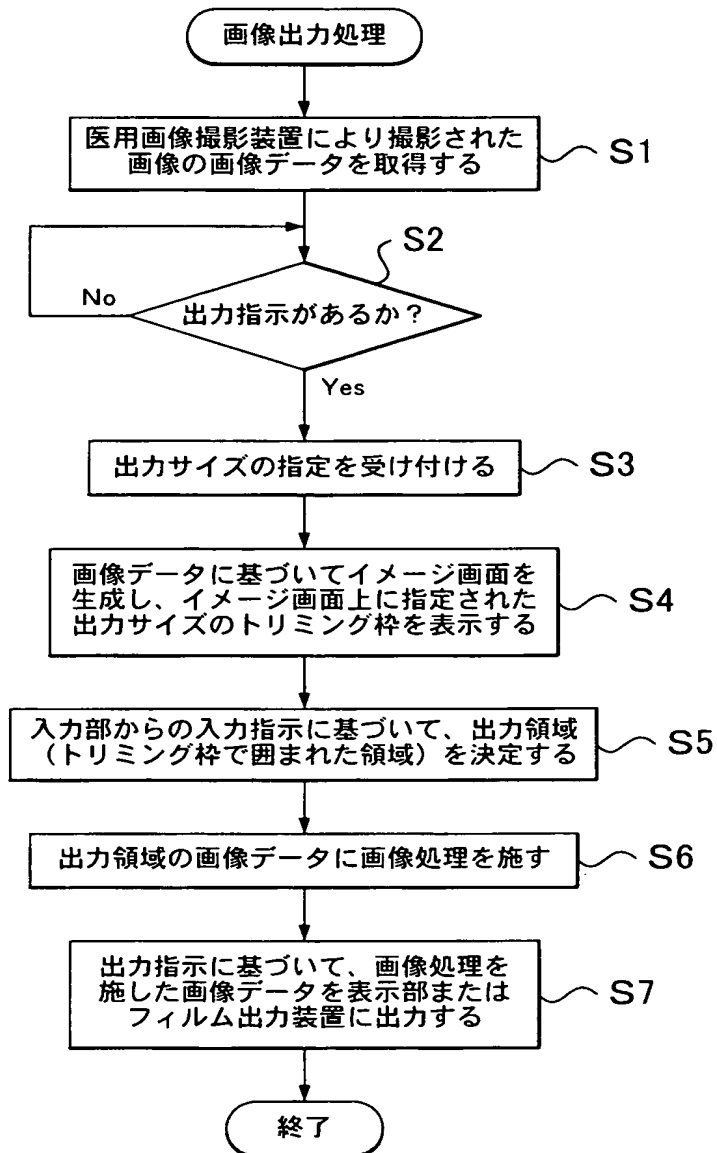 画像出力処理
医用画像撮影装置により撮影された
画像の画像データを取得する
S1
S2
出力指示があるか？
No
Yes
出力サイズの指定を受け付ける
S3
画像データに基づいてイメージ画面を
生成し、イメージ画面上に指定された
出力サイズのトリミング枠を表示する
S4
入力部からの入力指示に基づいて、出力領域
（トリミング枠で囲まれた領域）を決定する
S5
出力領域の画像データに画像処理を施す
S6
出力指示に基づいて、画像処理を
施した画像データを表示部または
フィルム出力装置に出力する
S7
終了